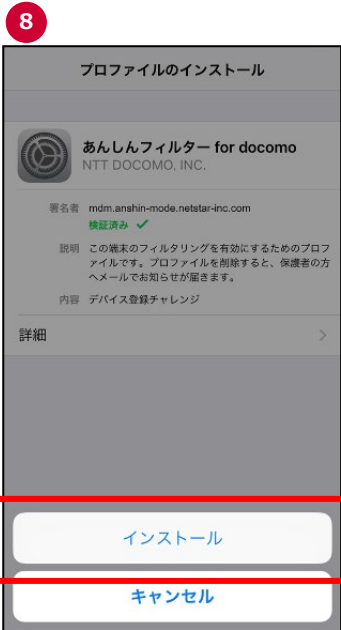 8
プロファイルのインストール
あんしんフィルター for docomo
NTT DOCOMO, INC.
署名者 mdm.anshin-mode.netstar-inc.com
検証済み ✓
説明 この端末のフィルタリングを有効にするためのプロフ
ァイルです。プロファイルを削除すると、保護者の方
へメールでお知らせが届きます。
内容 デバイス登録チャレンジ
詳細 >
インストール
キャンセル